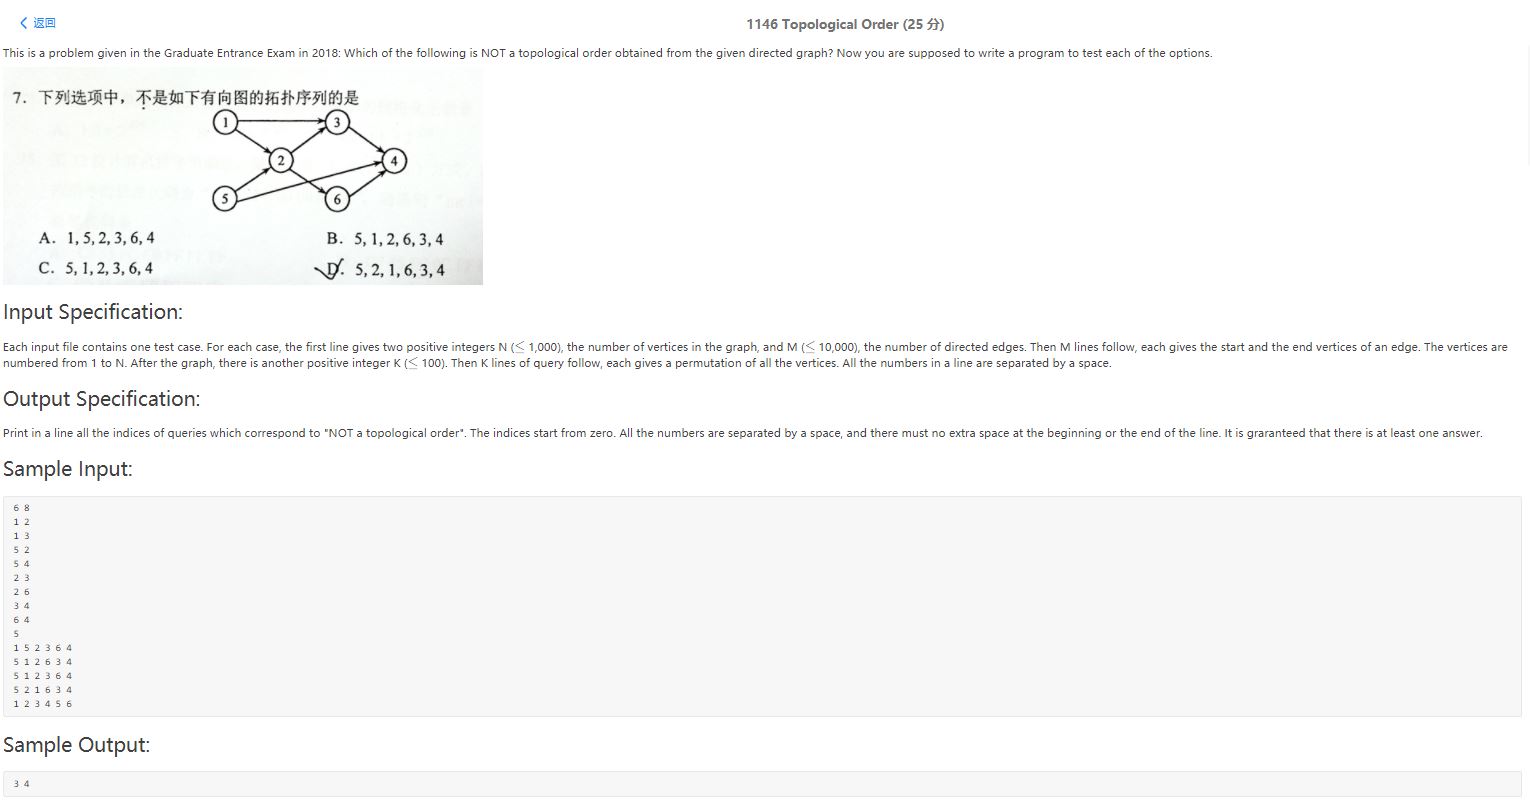 返回
1146 Topological Order (25 分)
This is a problem given in the Graduate Entrance Exam in 2018: Which of the following is NOT a topological order obtained from the given directed graph? Now you are supposed to write a program to test each of the options.
7. 下列选项中，不是如下有向图的拓扑序列的是
1
3
2
4
5
6
A. 1, 5, 2, 3, 6, 4
B. 5, 1, 2, 6, 3, 4
C. 5, 1, 2, 3, 6, 4
D. 5, 2, 1, 6, 3, 4
Input Specification:
Each input file contains one test case. For each case, the first line gives two positive integers N (≤ 1,000), the number of vertices in the graph, and M (≤ 10,000), the number of directed edges. Then M lines follow, each gives the start and the end vertices of an edge. The vertices are
numbered from 1 to N. After the graph, there is another positive integer K (≤ 100). Then K lines of query follow, each gives a permutation of all the vertices. All the numbers in a line are separated by a space.
Output Specification:
Print in a line all the indices of queries which correspond to "NOT a topological order". The indices start from zero. All the numbers are separated by a space, and there must no extra space at the beginning or the end of the line. It is graranteed that there is at least one answer.
Sample Input:
6 8
1 2
1 3
5 2
5 4
2 3
2 6
3 4
6 4
5
1 5 2 3 6 4
5 1 2 6 3 4
5 1 2 3 6 4
5 2 1 6 3 4
1 2 3 4 5 6
Sample Output:
3 4